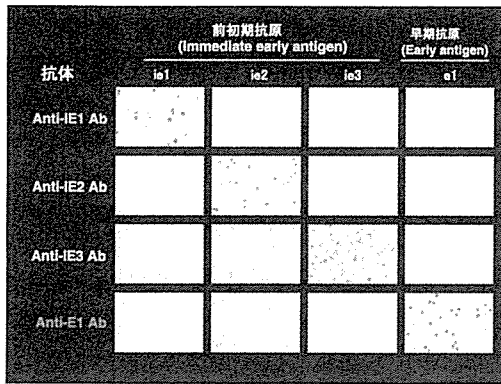 前初期抗原
(Immediate early antigen)
早期抗原
(Early antigen)
抗体
ie1
ie2
ie3
e1
Anti-IE1 Ab
Anti-IE2 Ab
Anti-IE3 Ab
Anti-E1 Ab